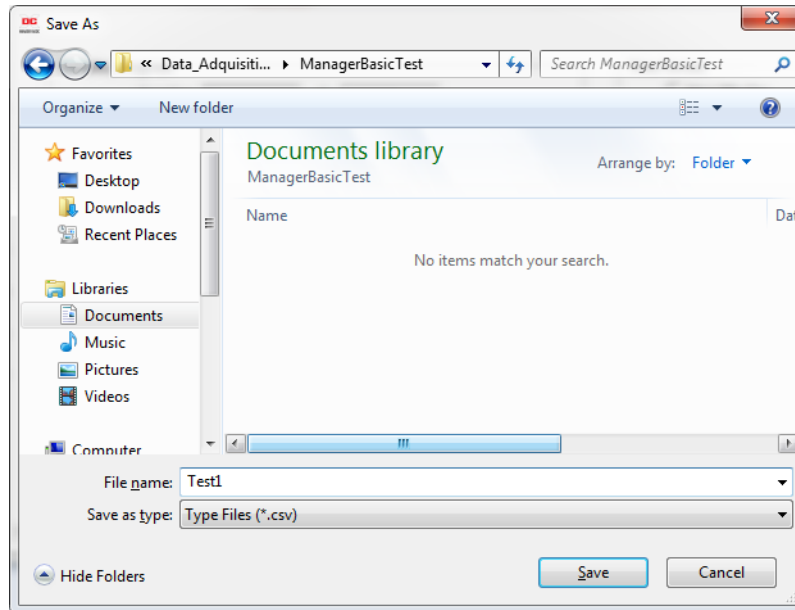 DC
Save As
x
« Data_Adquisiti... ▸ ManagerBasicTest
Search ManagerBasicTest
Organize
New folder
?
Favorites
Desktop
Downloads
Recent Places
Libraries
Documents
Music
Pictures
Videos
Computer
Documents library
ManagerBasicTest
Arrange by: Folder
Name
Dat
No items match your search.
File name: Test1
Save as type: Type Files (*.csv)
Hide Folders
Save
Cancel